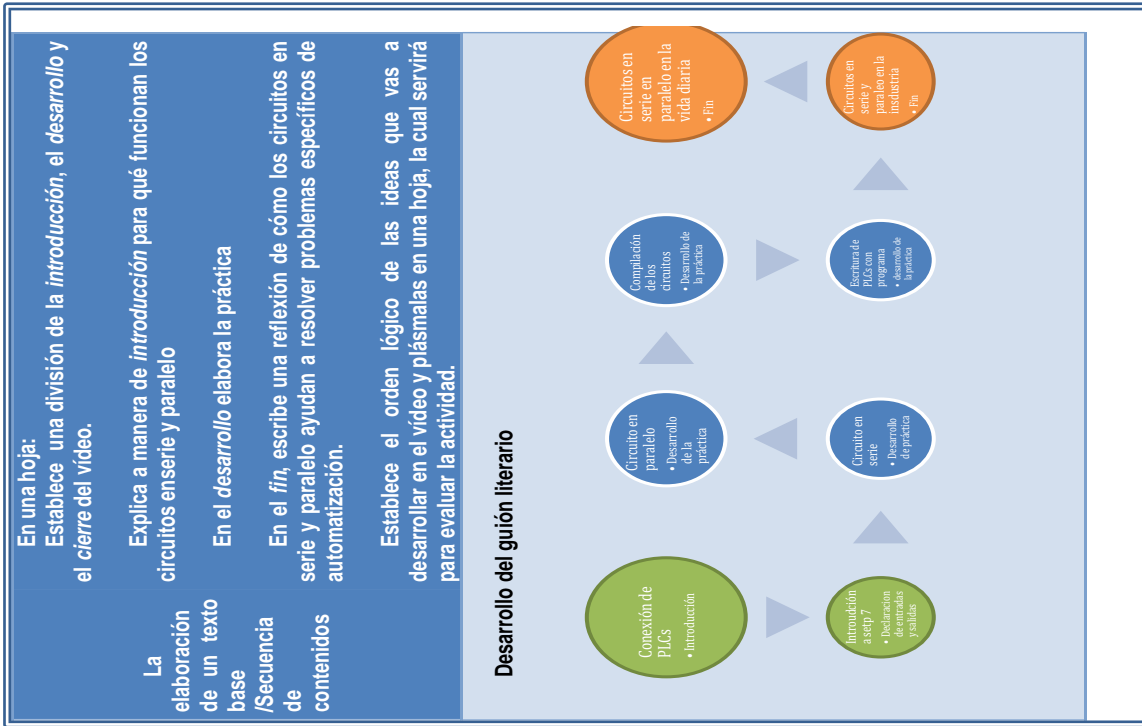 La
elaboración
de un texto
base
/Secuencia
de
contenidos
En una hoja:
Establece una división de la introducción, el desarrollo y
el cierre del vídeo.
Explica a manera de introducción para qué funcionan los
circuitos enserie y paralelo
En el desarrollo elabora la práctica
En el fin, escribe una reflexión de cómo los circuitos en
serie y paralelo ayudan a resolver problemas específicos de
automatización.
Establece el orden lógico de las ideas que vas a
desarrollar en el vídeo y plásmalas en una hoja, la cual servirá
para evaluar la actividad.
Desarrollo del guión literario
Conexión de
PLCs
• Introducción
Introudcción
a setp 7
• Declaracion
de entradas
y salidas
Circuito en
serie
• Desarrollo
de práctica
Circuito en
paralelo
• Desarrollo
de la
práctica
Compilación
de los
circuitos
• Desarrollo de
la práctica
Escritura de
PLCs con
programa
• desarrollo de
la práctica
Circuitos en
serie y
paraleo en la
insdustria
• Fin
Circuitos en
serie en
paralelo en la
vida diaria
• Fin